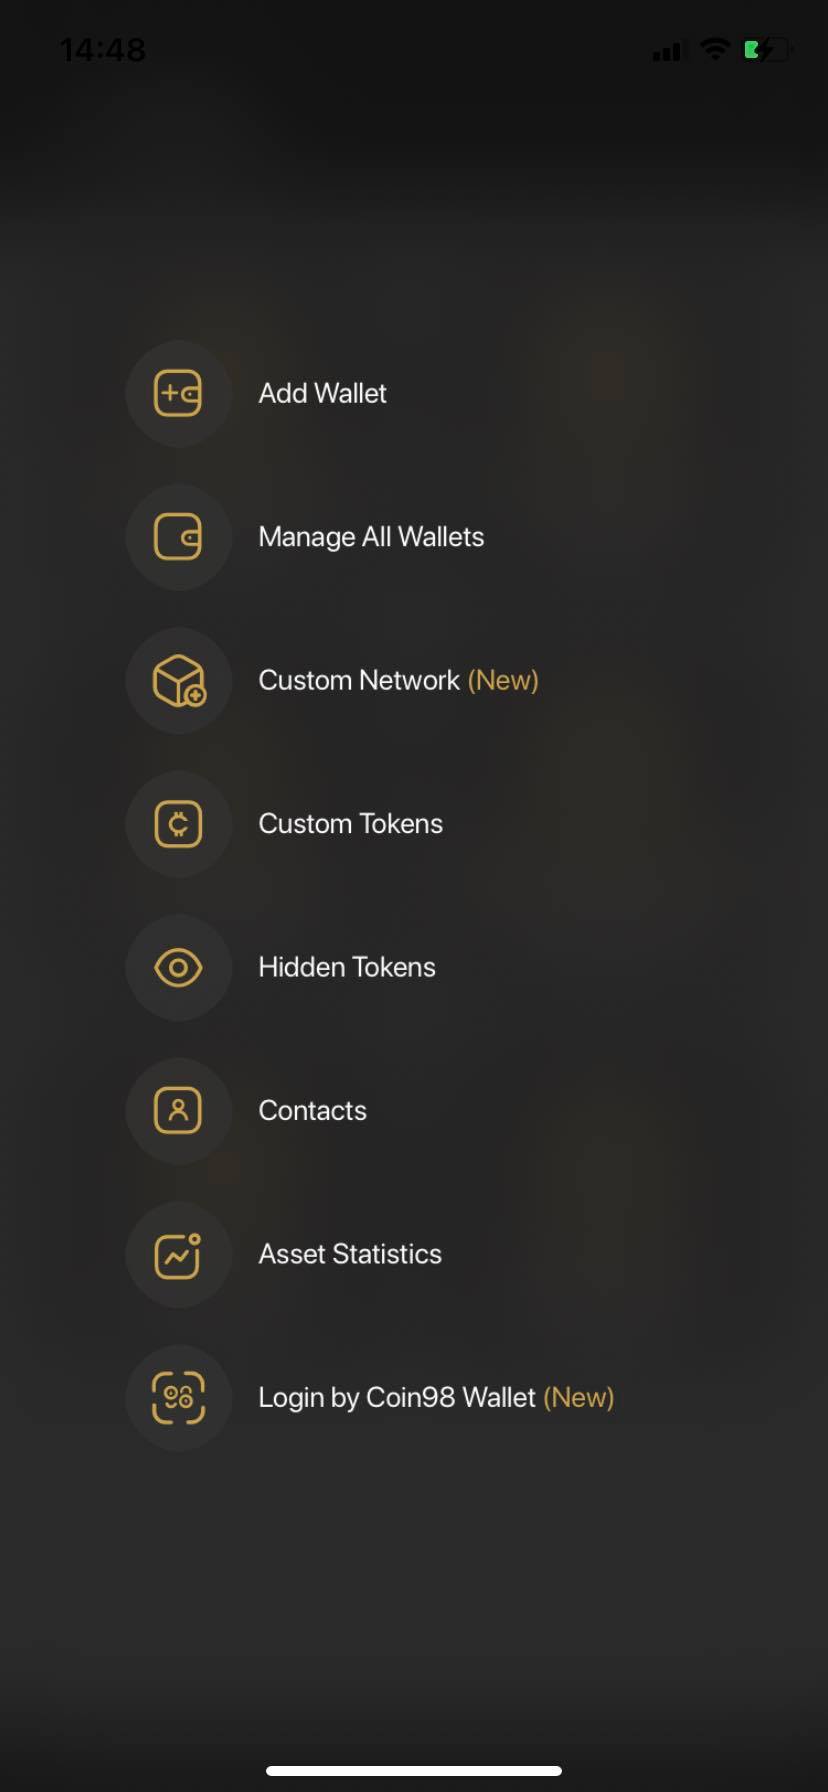 14:48
Add Wallet
Manage All Wallets
Custom Network (New)
Custom Tokens
Hidden Tokens
Contacts
Asset Statistics
Login by Coin98 Wallet (New)